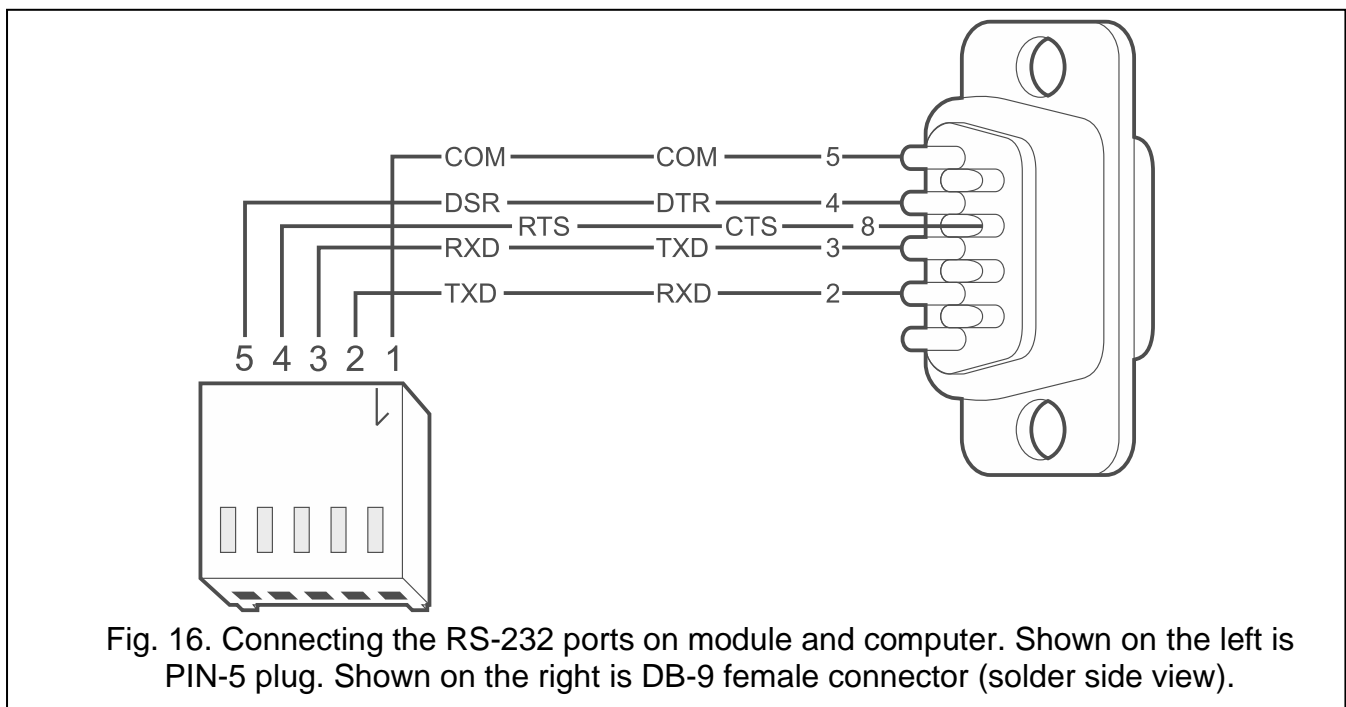 COM COM 5
DSR DTR 4
RTS CTS 8
RXD TXD 3
TXD RXD 2
5 4 3 2 1
Fig. 16. Connecting the RS-232 ports on module and computer. Shown on the left is
PIN-5 plug. Shown on the right is DB-9 female connector (solder side view).